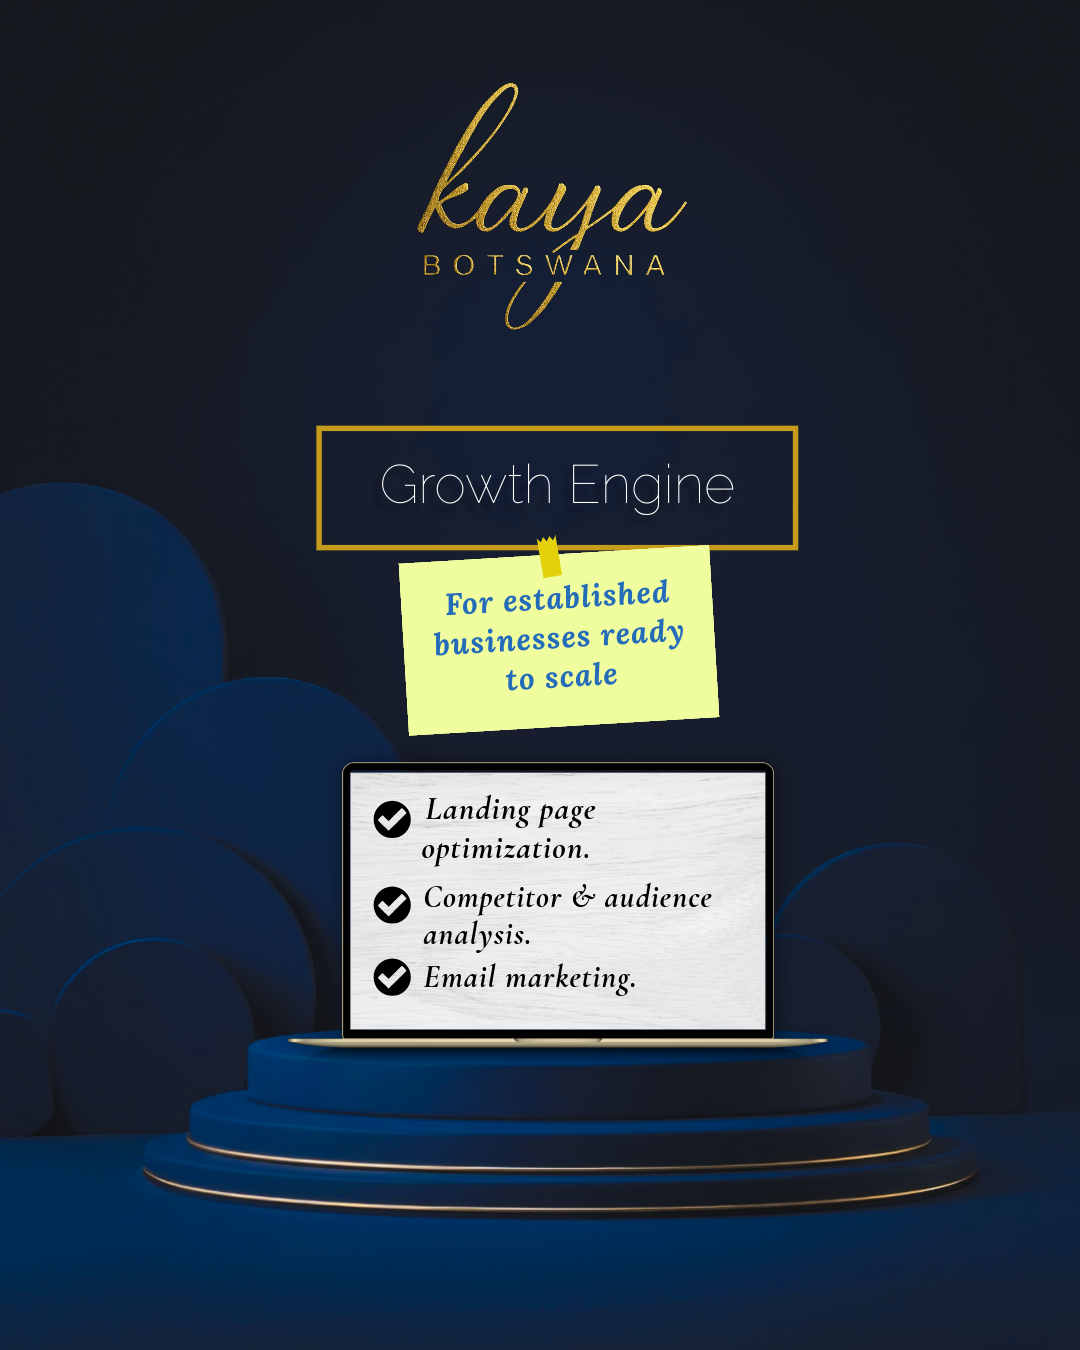 kaya
BOTSWANA
Growth Engine
For established
businesses ready
to scale
Landing page
optimization.
Competitor & audience
analysis.
Email marketing.